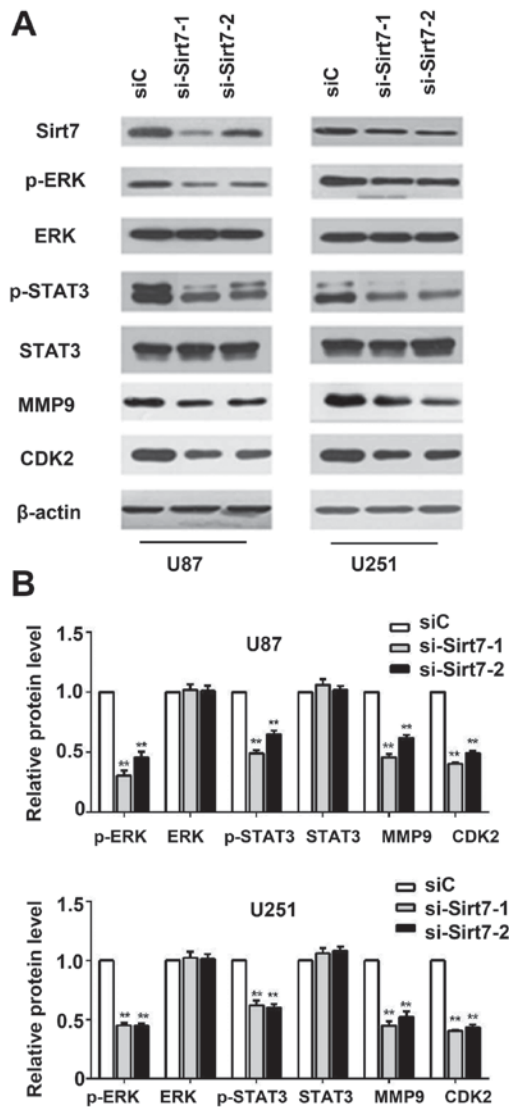 A
siC
si-Sirt7-1
si-Sirt7-2
siC
si-Sirt7-1
si-Sirt7-2
Sirt7
p-ERK
ERK
p-STAT3
STAT3
MMP9
CDK2
β-actin
U87
U251
B
U87
siC
si-Sirt7-1
si-Sirt7-2
Relative protein level
1.5
1.0
0.5
0
** ** ** ** ** ** ** **
p-ERK ERK p-STAT3 STAT3 MMP9 CDK2
U251
siC
si-Sirt7-1
si-Sirt7-2
Relative protein level
1.5
1.0
0.5
0
** ** ** ** ** ** ** **
p-ERK ERK p-STAT3 STAT3 MMP9 CDK2